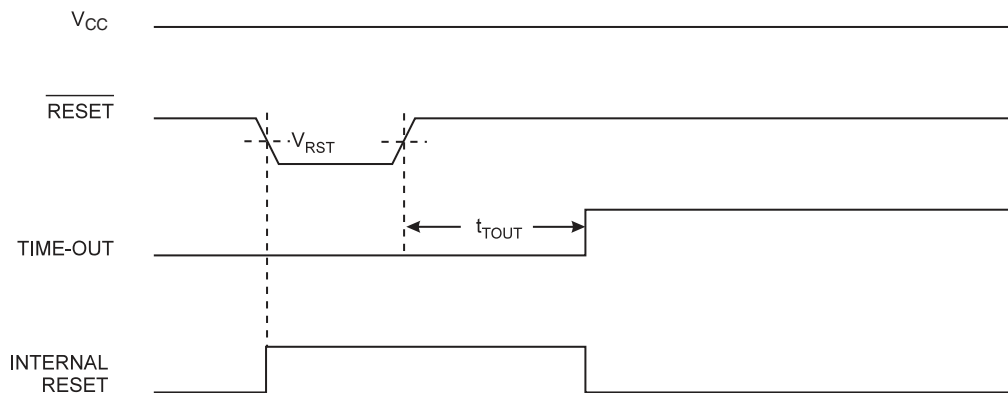 VCC
RESET
VRST
tTOUT
TIME-OUT
INTERNAL
RESET